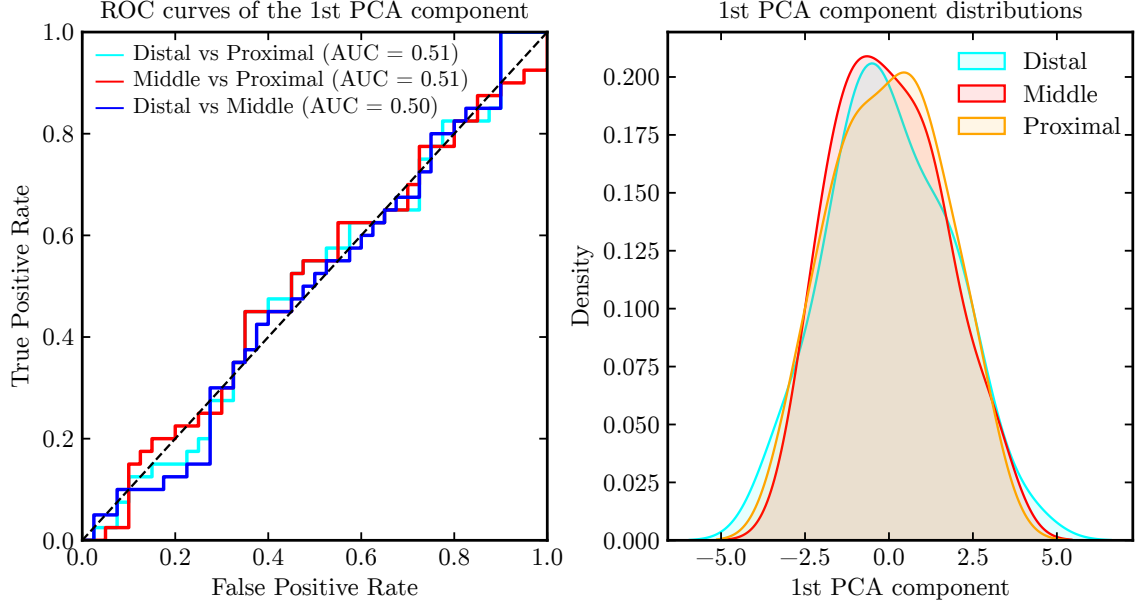 ROC curves of the 1st PCA component
Distal vs Proximal (AUC = 0.51)
Middle vs Proximal (AUC = 0.51)
Distal vs Middle (AUC = 0.50)
True Positive Rate
1.0
0.8
0.6
0.4
0.2
0.0
0.0 0.2 0.4 0.6 0.8 1.0
False Positive Rate
1st PCA component distributions
Distal
Middle
Proximal
Density
0.200
0.175
0.150
0.125
0.100
0.075
0.050
0.025
0.000
−5.0 −2.5 0.0 2.5 5.0
1st PCA component